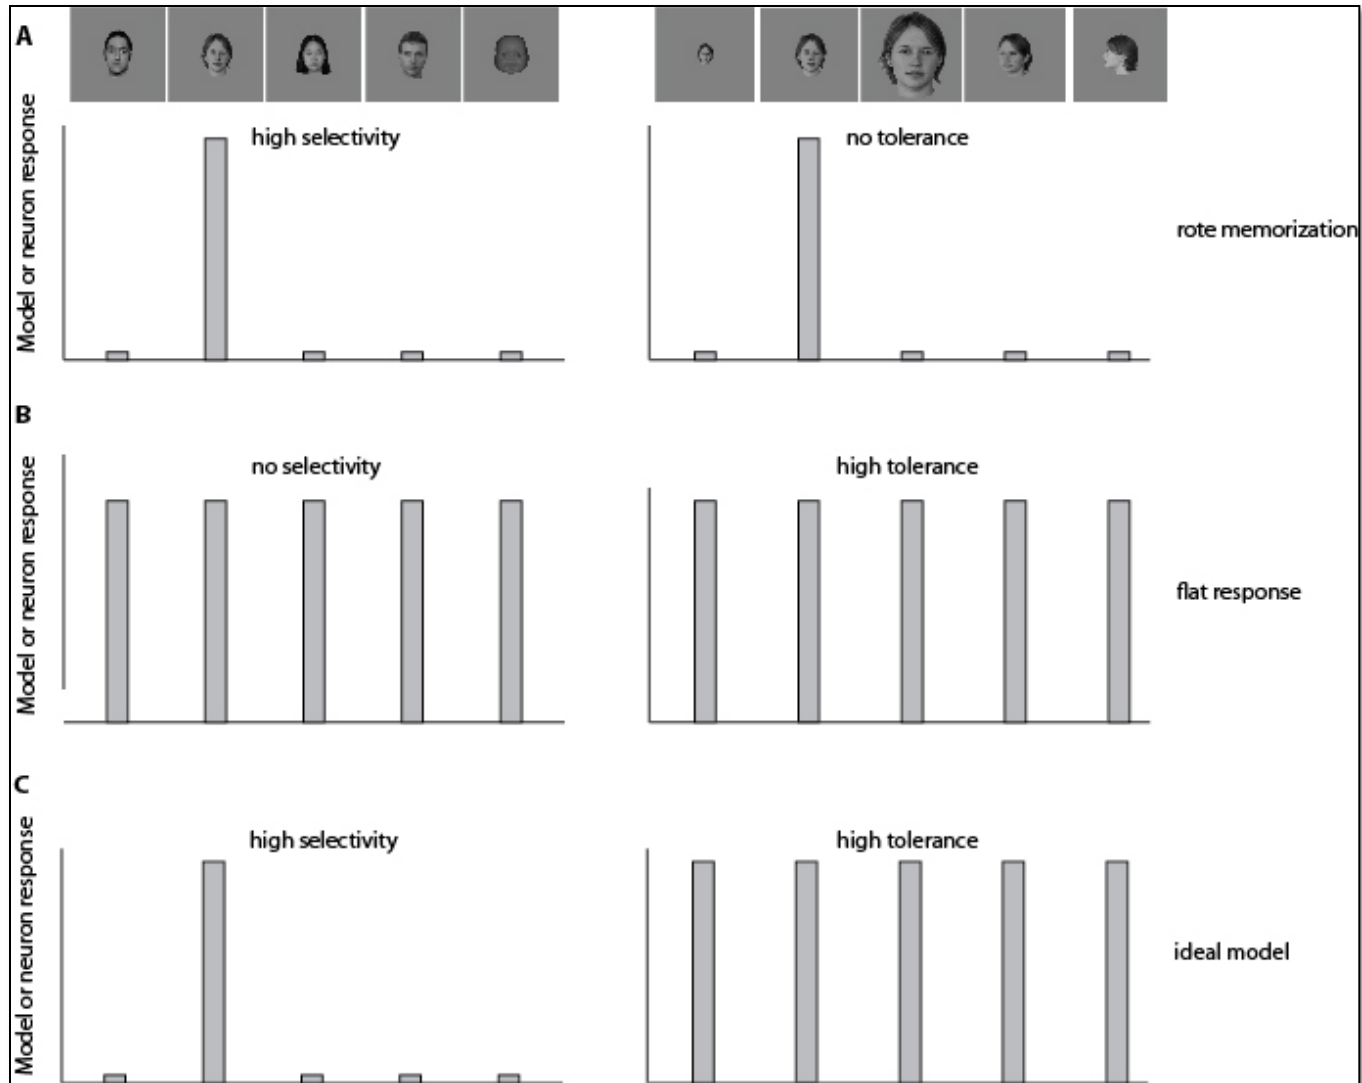 A
high selectivity
no tolerance
Model or neuron response
rote memorization
B
no selectivity
high tolerance
Model or neuron response
flat response
C
high selectivity
high tolerance
Model or neuron response
ideal model